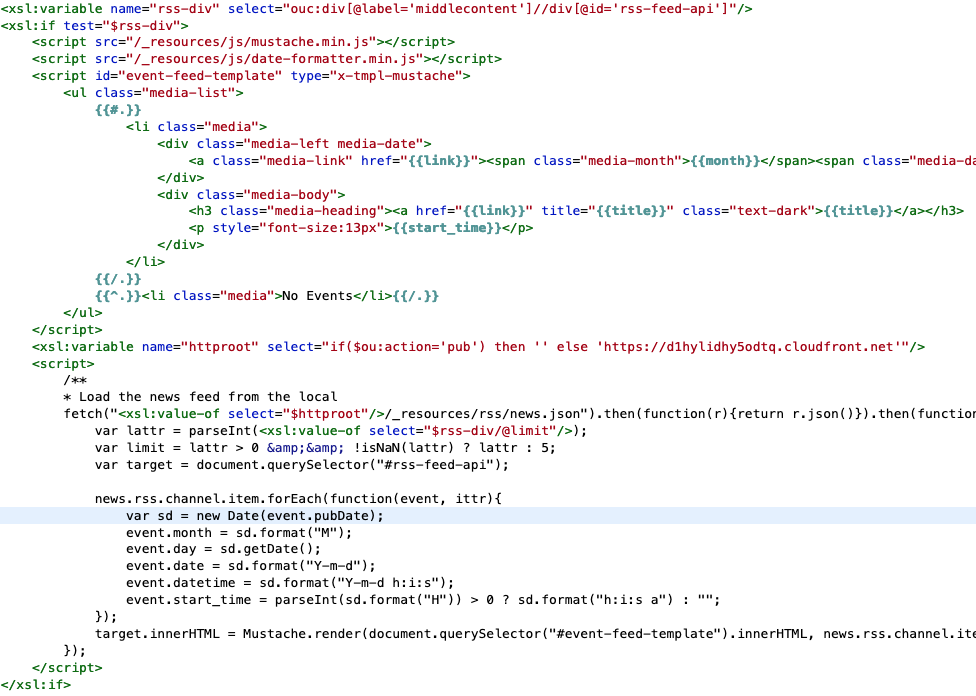 <xsl:variable name="rss-div" select="ouc:div[@label='middlecontent']//div[@id='rss-feed-api']"/>
<xsl:if test="$rss-div">
    <script src="/_resources/js/mustache.min.js"></script>
    <script src="/_resources/js/date-formatter.min.js"></script>
    <script id="event-feed-template" type="x-tmpl-mustache">
        <ul class="media-list">
            {{#.}}
                <li class="media">
                    <div class="media-left media-date">
                        <a class="media-link" href="{{link}}"><span class="media-month">{{month}}</span><span class="media-da
                    </div>
                    <div class="media-body">
                        <h3 class="media-heading"><a href="{{link}}" title="{{title}}" class="text-dark">{{title}}</a></h3>
                        <p style="font-size:13px">{{start_time}}</p>
                    </div>
                </li>
            {{/.}}
            {{^.}}<li class="media">No Events</li>{{/.}}
        </ul>
    </script>
    <xsl:variable name="httproot" select="if($ou:action='pub') then '' else 'https://d1hylidhy5odtq.cloudfront.net'"/>
    <script>
        /**
        * Load the news feed from the local
        fetch("<xsl:value-of select="$httproot"/>/_resources/rss/news.json").then(function(r){return r.json()}).then(function
            var lattr = parseInt(<xsl:value-of select="$rss-div/@limit"/>);
            var limit = lattr > 0 &amp;&amp; !isNaN(lattr) ? lattr : 5;
            var target = document.querySelector("#rss-feed-api");
            news.rss.channel.item.forEach(function(event, ittr){
                var sd = new Date(event.pubDate);
                event.month = sd.format("M");
                event.day = sd.getDate();
                event.date = sd.format("Y-m-d");
                event.datetime = sd.format("Y-m-d h:i:s");
                event.start_time = parseInt(sd.format("H")) > 0 ? sd.format("h:i:s a") : "";
            });
            target.innerHTML = Mustache.render(document.querySelector("#event-feed-template").innerHTML, news.rss.channel.ite
        });
    </script>
</xsl:if>